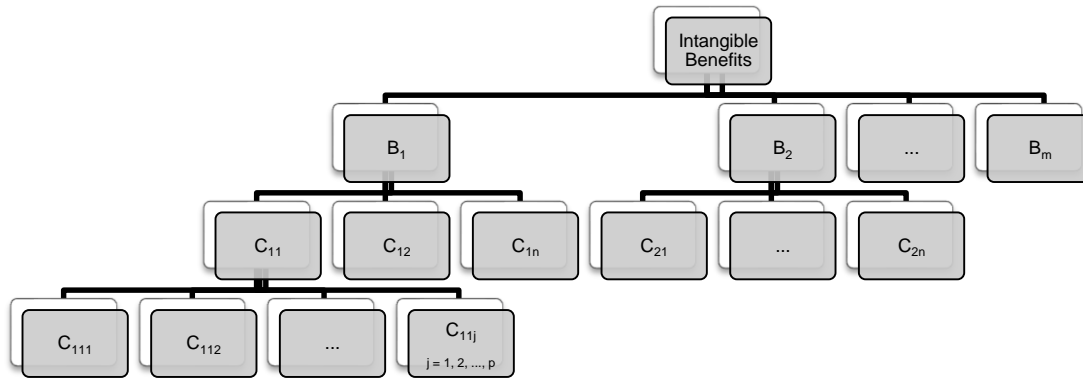 Intangible
Benefits
B₁
B₂
...
Bₘ
C₁₁
C₁₂
C₁ₙ
C₂₁
...
C₂ₙ
C₁₁₁
C₁₁₂
...
C₁₁ⱼ
j = 1, 2, ..., p